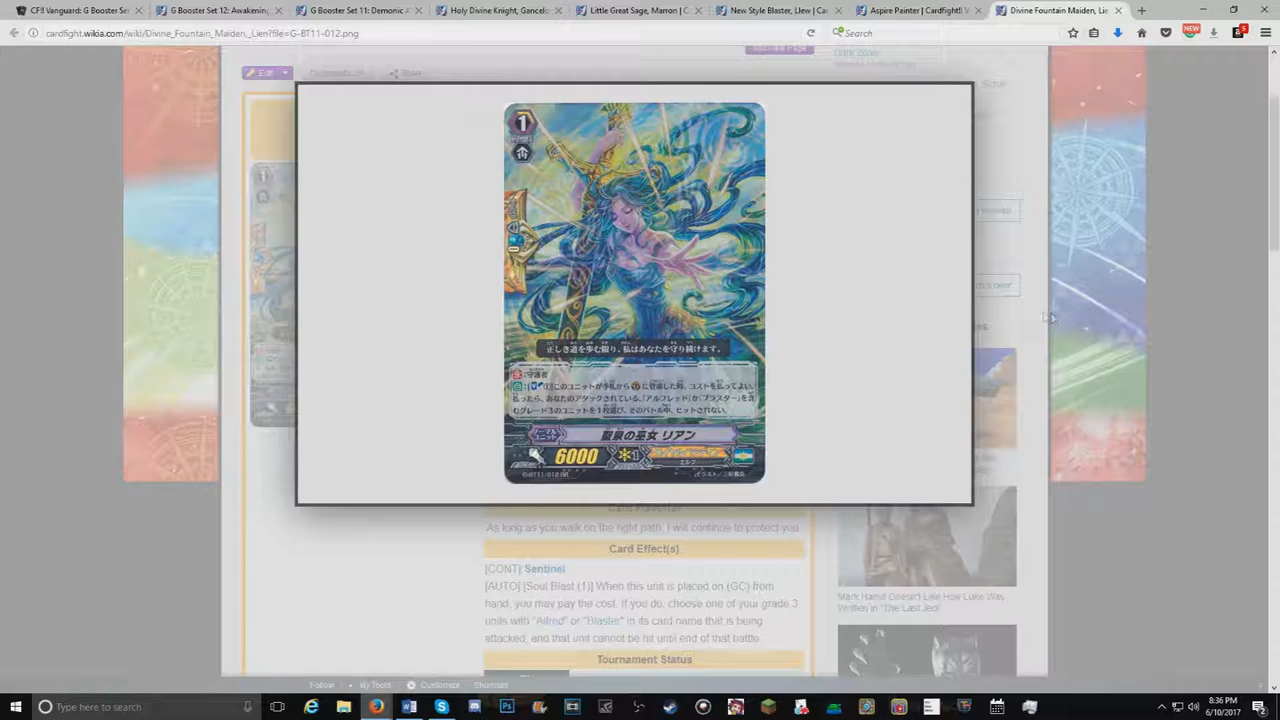 CF!! Vanguard: G Booster Set
G Booster Set 12: Awakening
G Booster Set 11: Demonic A
Holy Divine Knight, Gancelo
Little Great Sage, Marron | C
New Style Blaster, Llew | Car
Aspire Painter | Cardfight!! V
Divine Fountain Maiden, Lien
cardfight.wikia.com/wiki/Divine_Fountain_Maiden,_Lien?file=G-BT11-012.png
Search
Edit
1
正しき道を歩む限り、私はあなたを守り続けます。
:守護者
このユニットが手札から に登場した時、コストを払ってよい。
払ったら、あなたのアタックされている、「アルフレッド」か「ブラスター」を含
むグレード3のユニットを1枚選び、そのバトル中、ヒットされない。
聖泉の巫女 リアン
6000
1
エルフ
As long as you walk on the right path, I will continue to protect you.
Card Effect(s)
[CONT]: Sentinel
[AUTO]:[Soul Blast (1)] When this unit is placed on (GC) from
hand, you may pay the cost. If you do, choose one of your grade 3
units with "Alfred" or "Blaster" in its card name that is being
attacked, and that unit cannot be hit until end of that battle.
Tournament Status
Mark Hamill Doesn't Like How Luke Was
Written in "The Last Jedi"
Follow
My Tools
Customize
Shortcuts
Type here to search
8:36 PM
6/10/2017